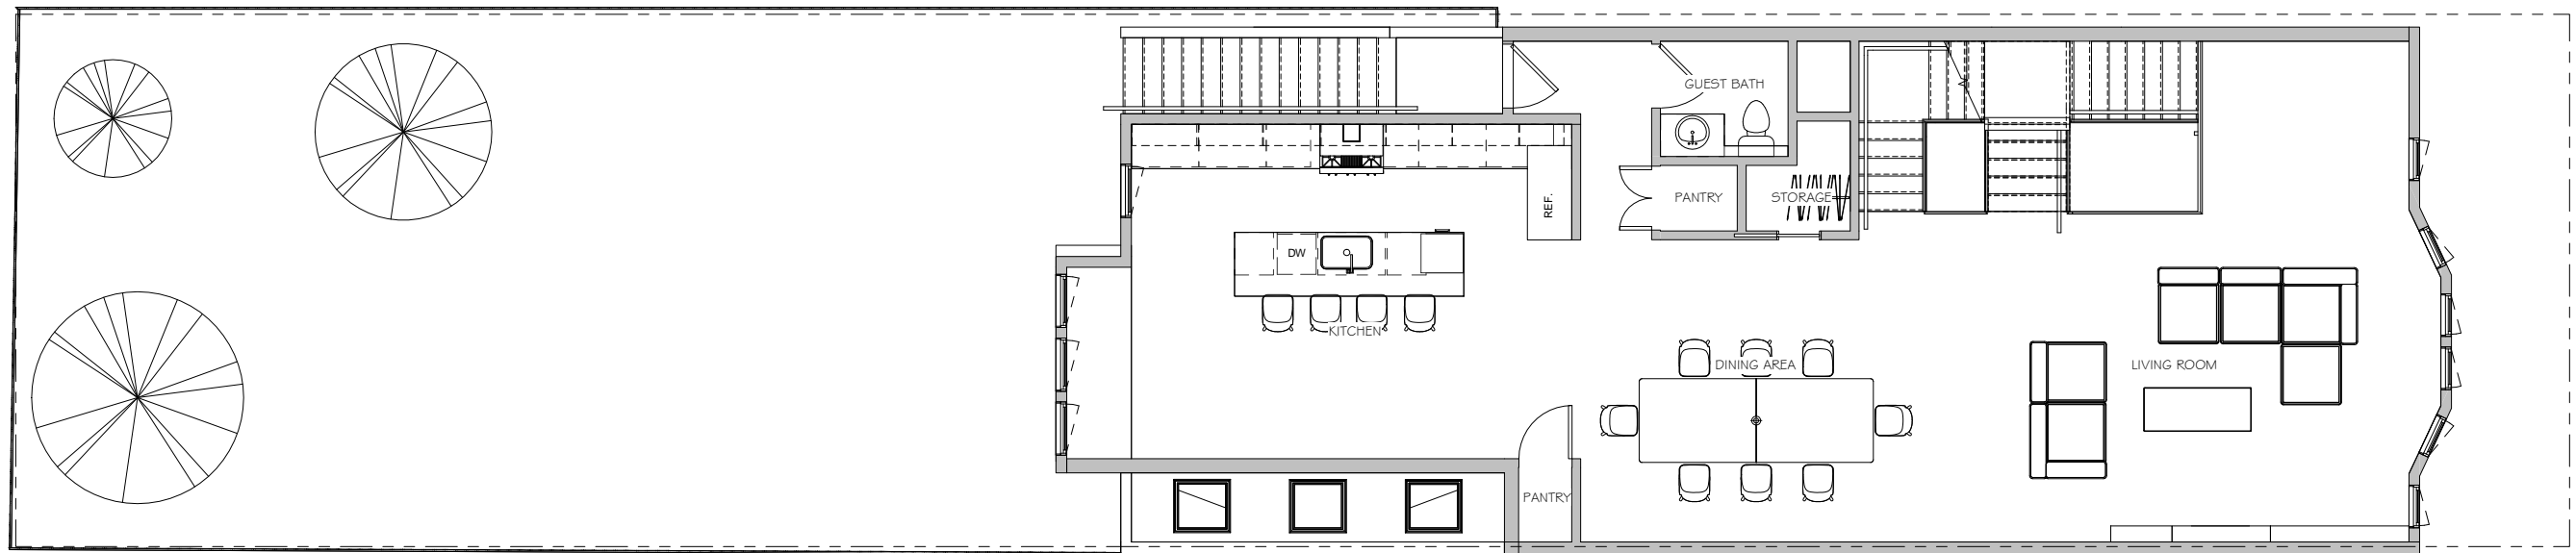 GUEST BATH
PANTRY
STORAGE
REF.
DW
KITCHEN
DINING AREA
LIVING ROOM
PANTRY